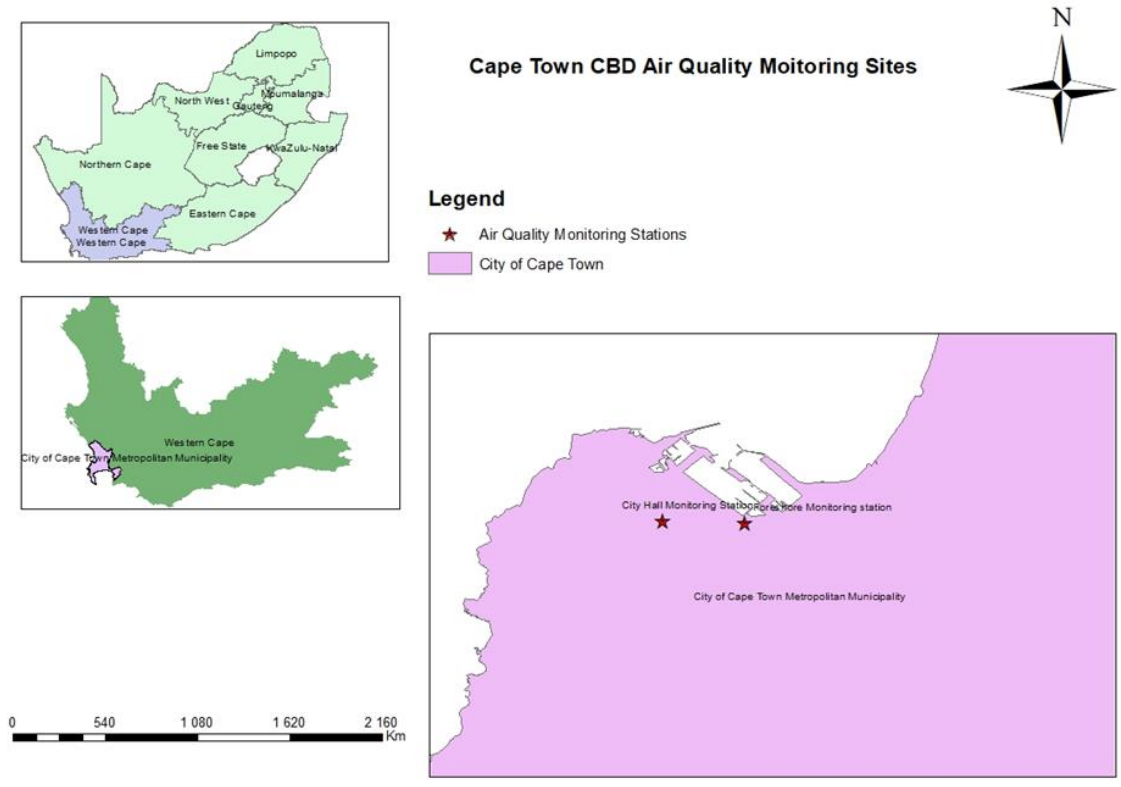 N
Cape Town CBD Air Quality Moitoring Sites
Limpopo
Mpumalanga
North West
Gauteng
Free State
KwaZulu-Natal
Northern Cape
Eastern Cape
Western Cape
Western Cape
Legend
Air Quality Monitoring Stations
City of Cape Town
Western Cape
City of Cape Town Metropolitan Municipality
City Hall Monitoring Station
Foreshore Monitoring station
City of Cape Town Metropolitan Municipality
0 540 1 080 1 620 2 160
Km